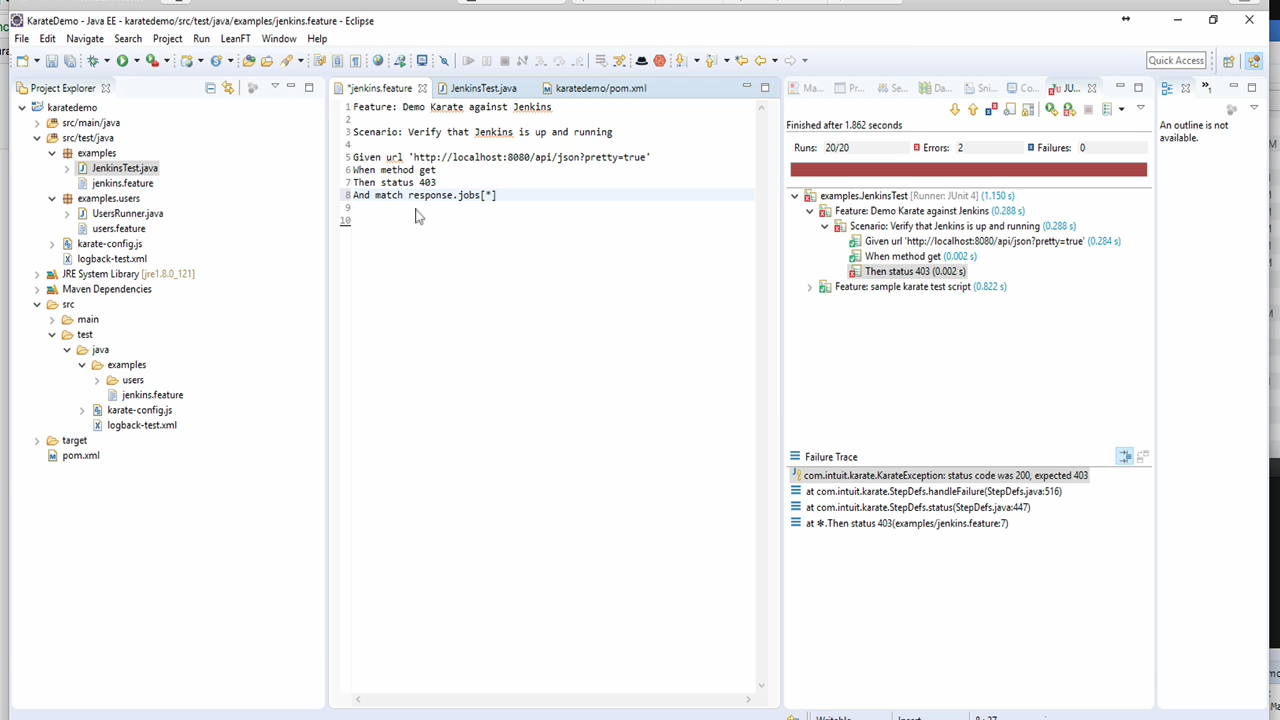 KarateDemo - Java EE - karatedemo/src/test/java/examples/jenkins.feature - Eclipse
File Edit Navigate Search Project Run LeanFT Window Help
Quick Access
Project Explorer
karatedemo
src/main/java
src/test/java
examples
JenkinsTest.java
jenkins.feature
examples.users
UsersRunner.java
users.feature
karate-config.js
logback-test.xml
JRE System Library [jre1.8.0_121]
Maven Dependencies
src
main
test
java
examples
users
jenkins.feature
karate-config.js
logback-test.xml
target
pom.xml
*jenkins.feature JenkinsTest.java karatedemo/pom.xml
1 Feature: Demo Karate against Jenkins
2
3 Scenario: Verify that Jenkins is up and running
4
5 Given url 'http://localhost:8080/api/json?pretty=true'
6 When method get
7 Then status 403
8 And match response.jobs[*]
9
10
Ma... Pr... Se... Da... Sni... Co... JU...
Finished after 1.862 seconds
Runs: 20/20 Errors: 2 Failures: 0
examples.JenkinsTest [Runner: JUnit 4] (1.150 s)
Feature: Demo Karate against Jenkins (0.288 s)
Scenario: Verify that Jenkins is up and running (0.288 s)
Given url 'http://localhost:8080/api/json?pretty=true' (0.284 s)
When method get (0.002 s)
Then status 403 (0.002 s)
Feature: sample karate test script (0.822 s)
Failure Trace
com.intuit.karate.KarateException: status code was 200, expected 403
at com.intuit.karate.StepDefs.handleFailure(StepDefs.java:516)
at com.intuit.karate.StepDefs.status(StepDefs.java:447)
at ✻.Then status 403(examples/jenkins.feature:7)
An outline is not
available.